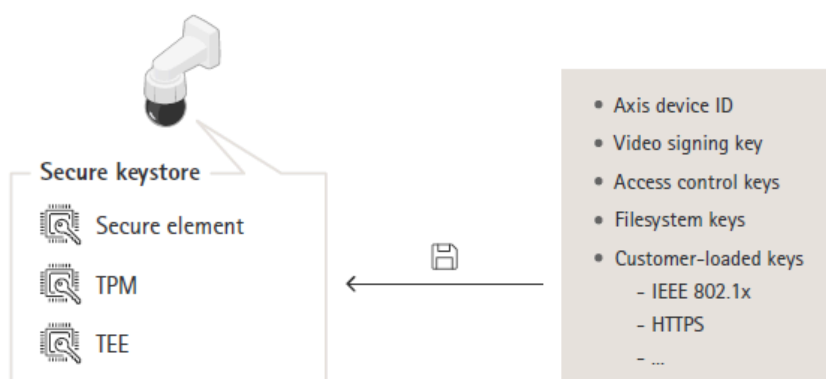 Secure keystore
Secure element
TPM
TEE
• Axis device ID
• Video signing key
• Access control keys
• Filesystem keys
• Customer-loaded keys
- IEEE 802.1x
- HTTPS
- ...